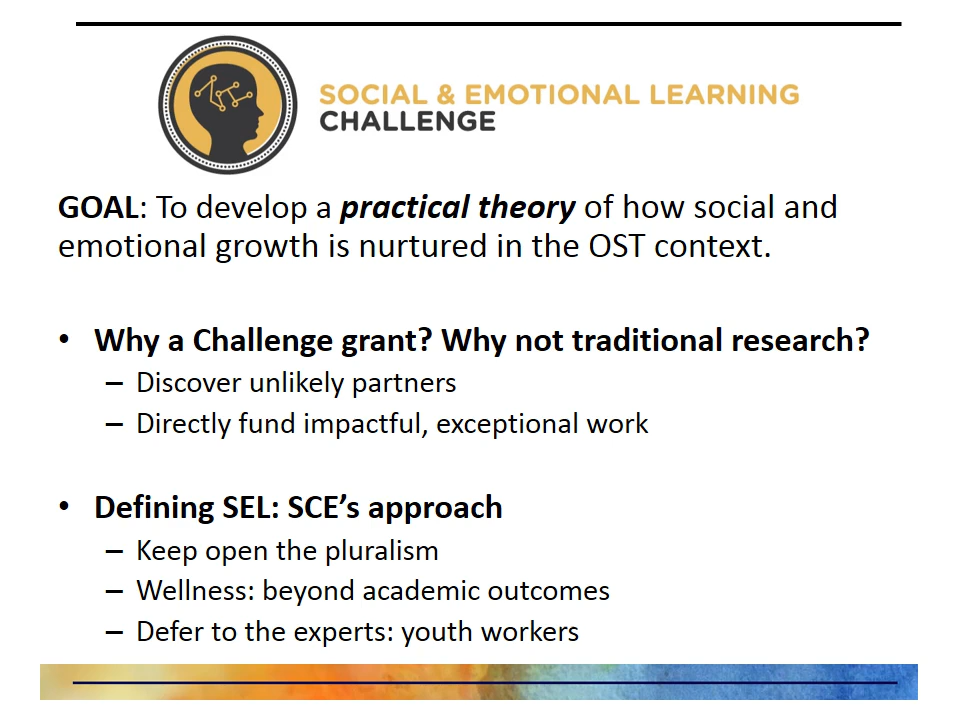 SOCIAL & EMOTIONAL LEARNING
CHALLENGE
GOAL: To develop a practical theory of how social and
emotional growth is nurtured in the OST context.
• Why a Challenge grant? Why not traditional research?
– Discover unlikely partners
– Directly fund impactful, exceptional work
• Defining SEL: SCE’s approach
– Keep open the pluralism
– Wellness: beyond academic outcomes
– Defer to the experts: youth workers